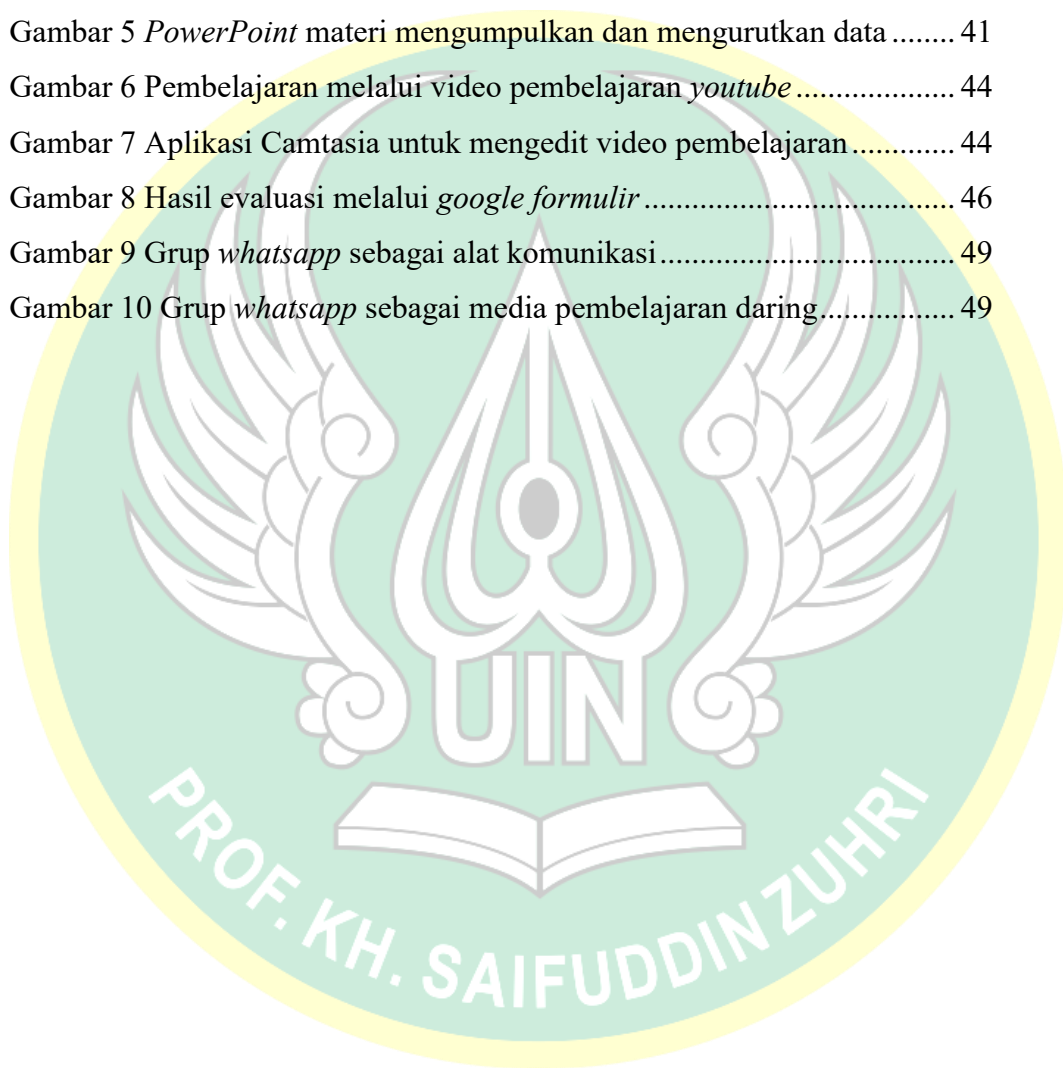 Gambar 5 PowerPoint materi mengumpulkan dan mengurutkan data ........ 41
Gambar 6 Pembelajaran melalui video pembelajaran youtube ................... 44
Gambar 7 Aplikasi Camtasia untuk mengedit video pembelajaran ............. 44
Gambar 8 Hasil evaluasi melalui google formulir ...................................... 46
Gambar 9 Grup whatsapp sebagai alat komunikasi .................................... 49
Gambar 10 Grup whatsapp sebagai media pembelajaran daring ................. 49
UIN
PROF. KH. SAIFUDDIN ZUHRI